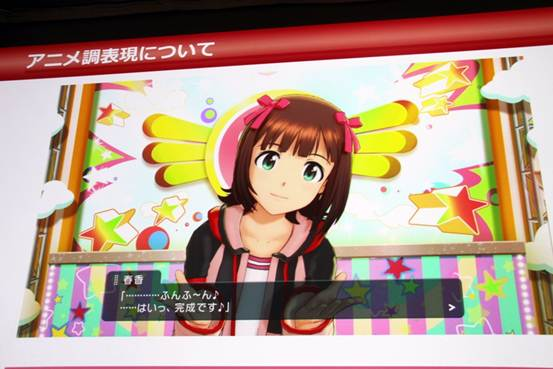 アニメ調表現について
春香
「…………ふんふ～ん♪
……はいっ、完成です♪」